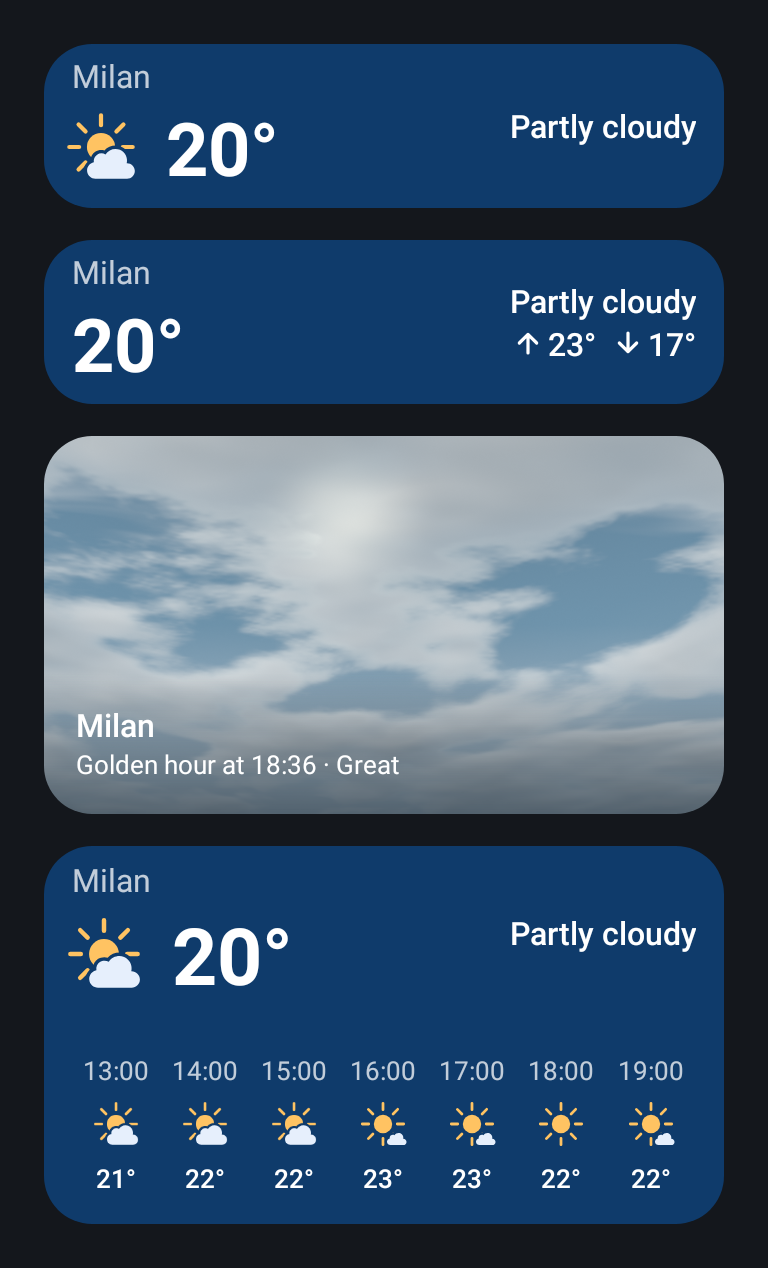 Milan
20°
Partly cloudy
Milan
20°
Partly cloudy
↑ 23° ↓ 17°
Milan
Golden hour at 18:36 · Great
Milan
20°
Partly cloudy
13:00 14:00 15:00 16:00 17:00 18:00 19:00
21° 22° 22° 23° 23° 22° 22°